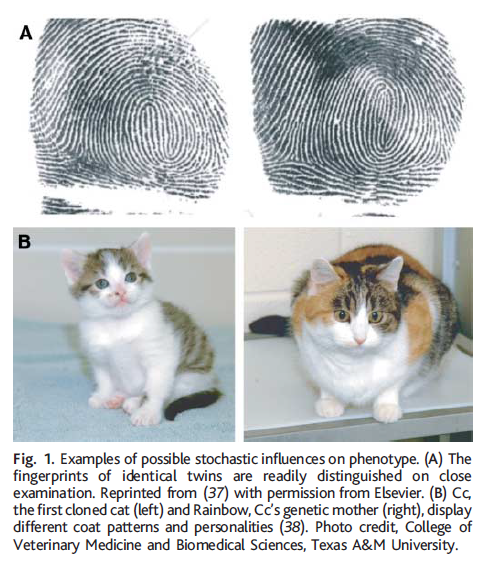 A
B
Fig. 1. Examples of possible stochastic influences on phenotype. (A) The
fingerprints of identical twins are readily distinguished on close
examination. Reprinted from (37) with permission from Elsevier. (B) Cc,
the first cloned cat (left) and Rainbow, Cc's genetic mother (right), display
different coat patterns and personalities (38). Photo credit, College of
Veterinary Medicine and Biomedical Sciences, Texas A&M University.